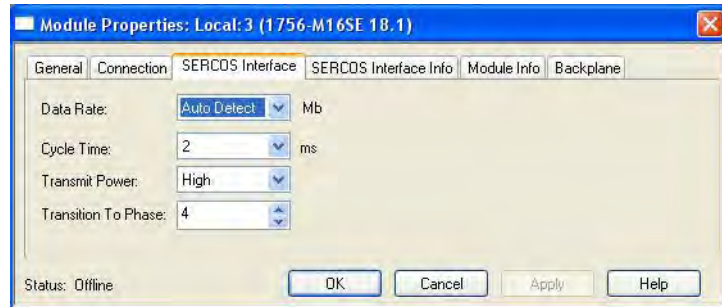 Module Properties: Local:3 (1756-M16SE 18.1)
General Connection SERCOS Interface SERCOS Interface Info Module Info Backplane
Data Rate: Auto Detect Mb
Cycle Time: 2 ms
Transmit Power: High
Transition To Phase: 4
Status: Offline OK Cancel Apply Help